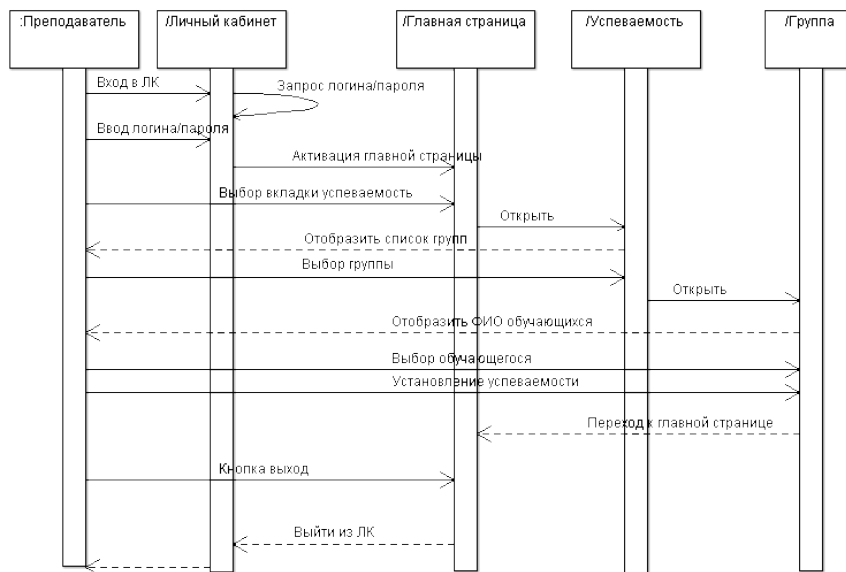 :Преподаватель
/Личный кабинет
/Главная страница
/Успеваемость
/Группа
Вход в ЛК
Запрос логина/пароля
Ввод логина/пароля
Активация главной страницы
Выбор вкладки успеваемость
Открыть
Отобразить список групп
Выбор группы
Открыть
Отобразить ФИО обучающихся
Выбор обучающегося
Установление успеваемости
Переход к главной странице
Кнопка выход
Выйти из ЛК